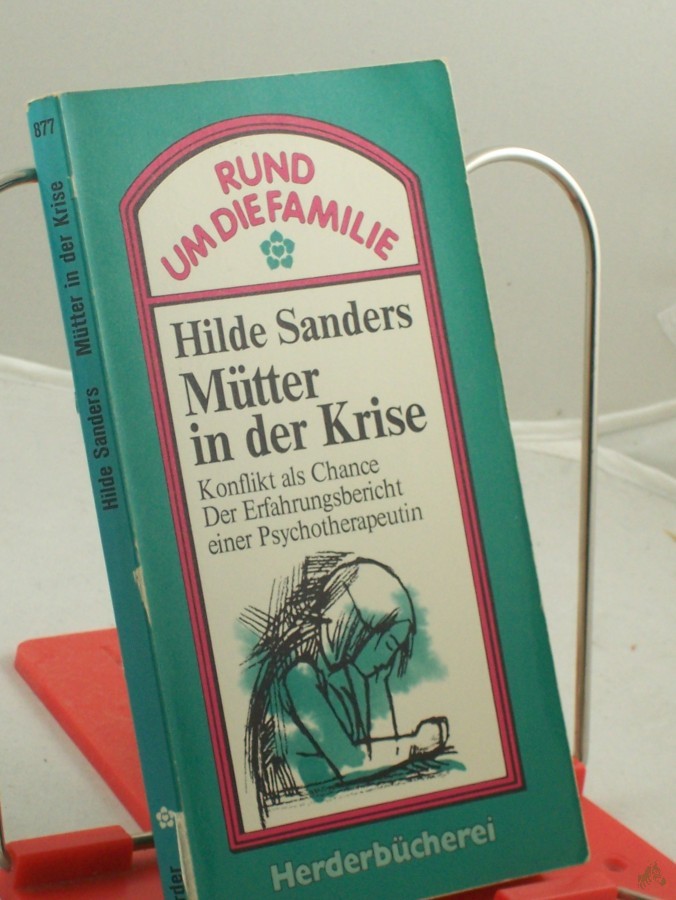 RUND
UM DIE FAMILIE
Hilde Sanders
Mütter
in der Krise
Konflikt als Chance
Der Erfahrungsbericht
einer Psychotherapeutin
Herderbücherei
877
Hilde Sanders Mütter in der Krise